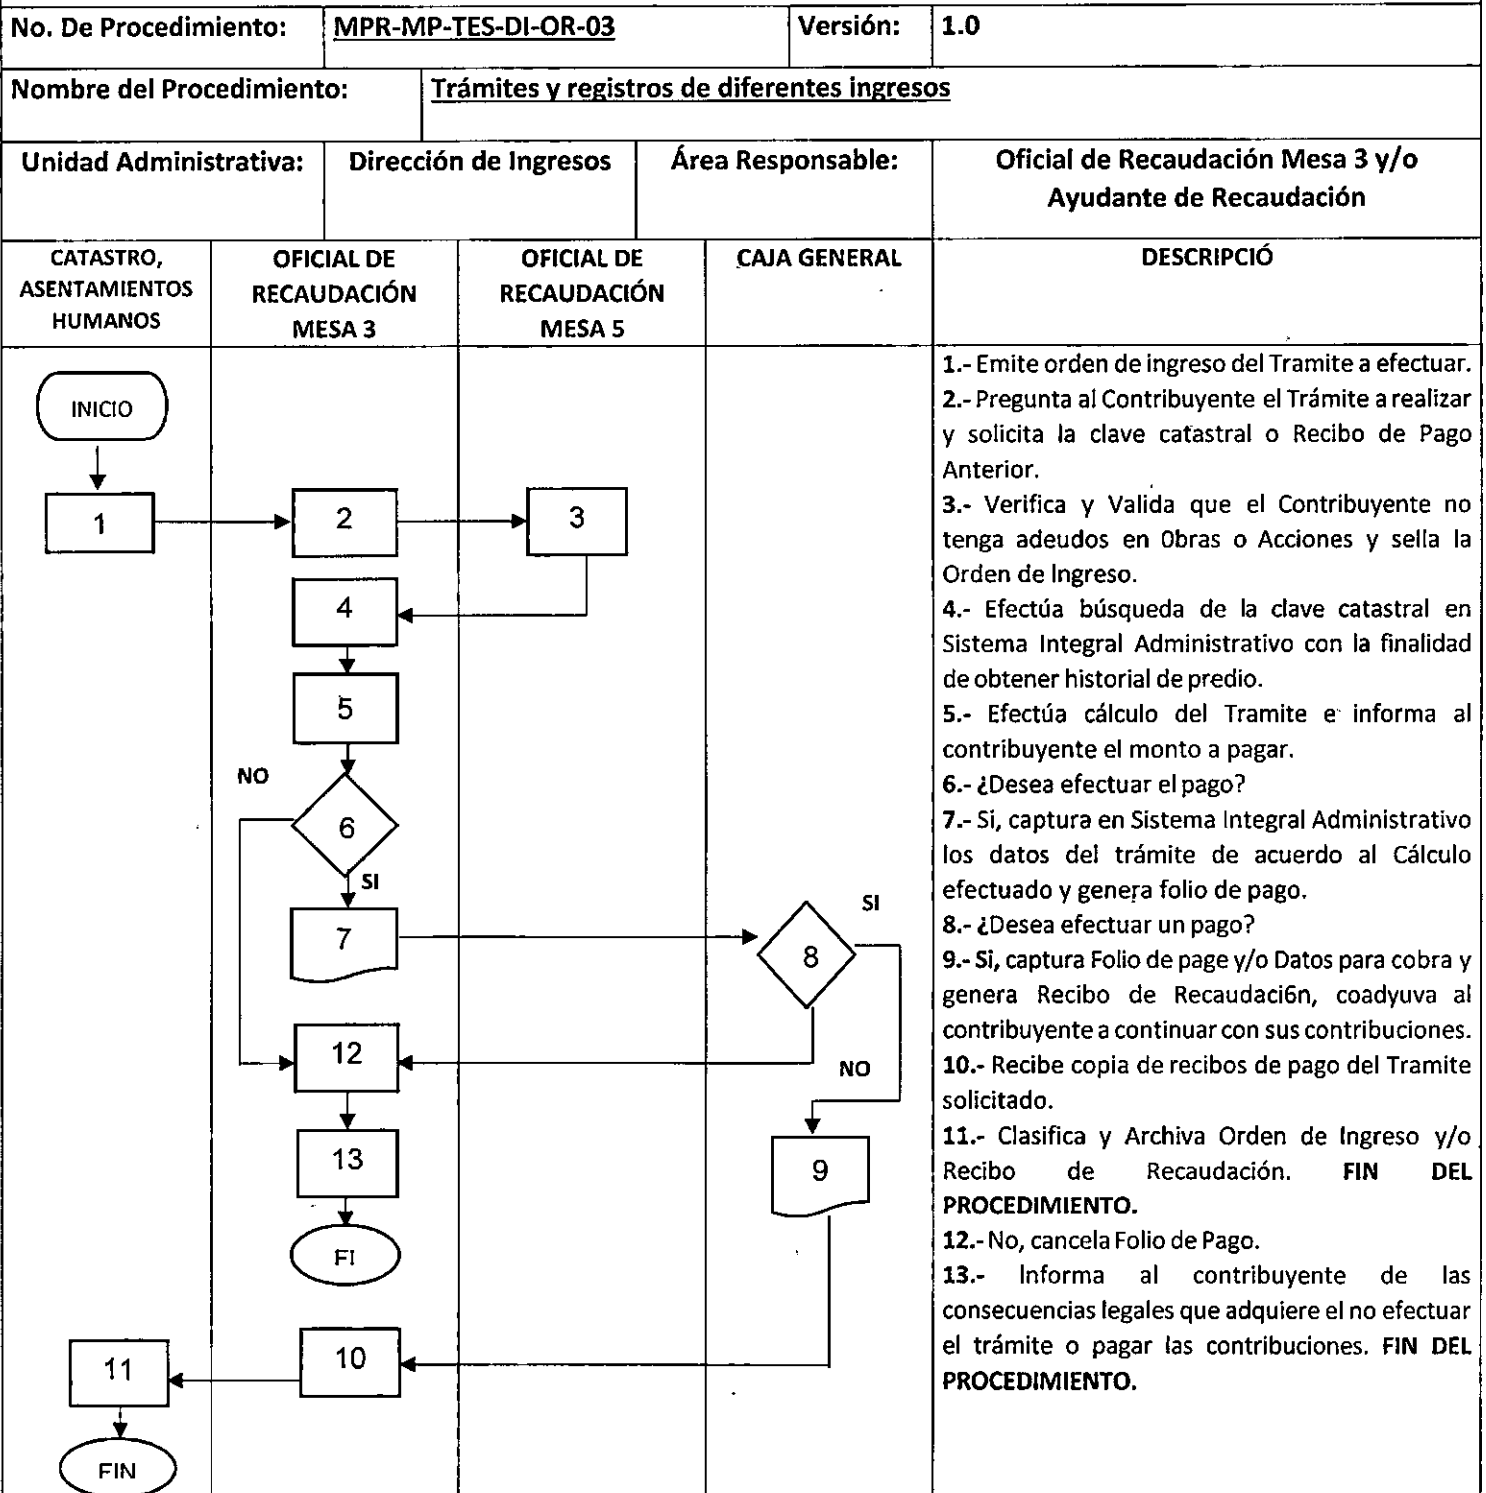 No. De Procedimiento: MPR-MP-TES-DI-OR-03 Versión: 1.0
Nombre del Procedimiento: Trámites y registros de diferentes ingresos
Unidad Administrativa: Dirección de Ingresos Área Responsable: Oficial de Recaudación Mesa 3 y/o
Ayudante de Recaudación
CATASTRO,
ASENTAMIENTOS
HUMANOS
OFICIAL DE
RECAUDACIÓN
MESA 3
OFICIAL DE
RECAUDACIÓN
MESA 5
CAJA GENERAL
DESCRIPCIÓ
INICIO
1
2
3
4
5
NO
6
SI
7
SI
8
12
NO
13
9
FI
10
11
FIN
1.- Emite orden de ingreso del Tramite a efectuar.
2.- Pregunta al Contribuyente el Trámite a realizar
y solicita la clave catastral o Recibo de Pago
Anterior.
3.- Verifica y Valida que el Contribuyente no
tenga adeudos en Obras o Acciones y sella la
Orden de Ingreso.
4.- Efectúa búsqueda de la clave catastral en
Sistema Integral Administrativo con la finalidad
de obtener historial de predio.
5.- Efectúa cálculo del Tramite e informa al
contribuyente el monto a pagar.
6.- ¿Desea efectuar el pago?
7.- Si, captura en Sistema Integral Administrativo
los datos del trámite de acuerdo al Cálculo
efectuado y genera folio de pago.
8.- ¿Desea efectuar un pago?
9.- Si, captura Folio de page y/o Datos para cobra y
genera Recibo de Recaudaci6n, coadyuva al
contribuyente a continuar con sus contribuciones.
10.- Recibe copia de recibos de pago del Tramite
solicitado.
11.- Clasifica y Archiva Orden de Ingreso y/o
Recibo de Recaudación. FIN DEL
PROCEDIMIENTO.
12.- No, cancela Folio de Pago.
13.- Informa al contribuyente de las
consecuencias legales que adquiere el no efectuar
el trámite o pagar las contribuciones. FIN DEL
PROCEDIMIENTO.